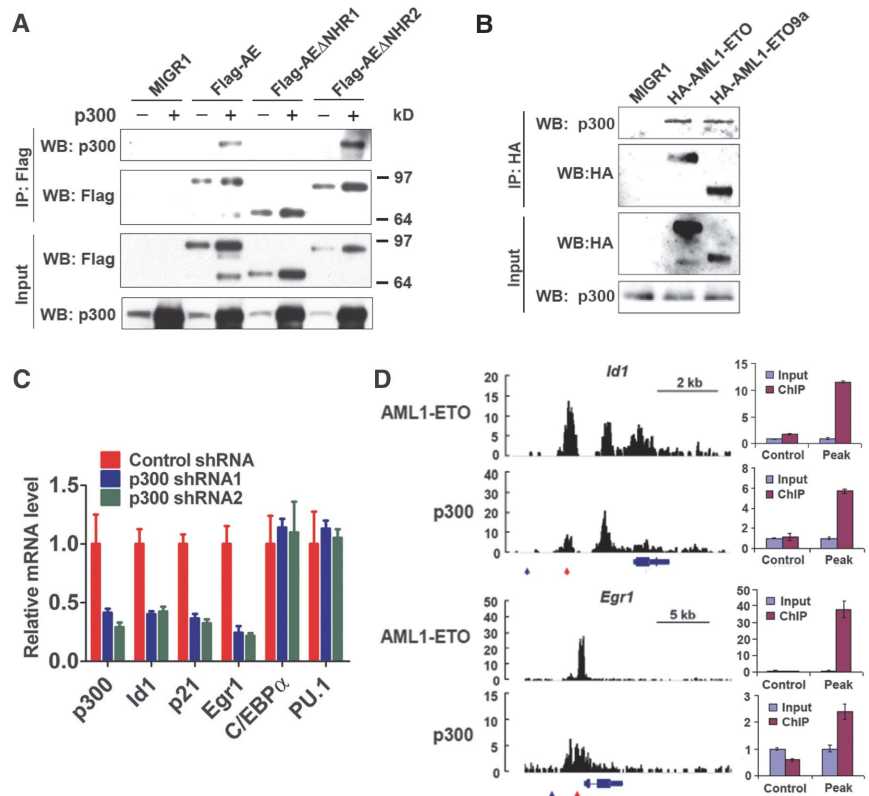 A
MIGR1
Flag-AE
Flag-AEΔNHR1
Flag-AEΔNHR2
p300 − + − + − + − + kD
IP: Flag
WB: p300
WB: Flag
97
64
Input
WB: Flag
97
64
WB: p300
B
MIGR1
HA-AML1-ETO
HA-AML1-ETO9a
IP: HA
WB: p300
WB:HA
Input
WB:HA
WB: p300
C
Control shRNA
p300 shRNA1
p300 shRNA2
Relative mRNA level
1.5
1.0
0.5
0.0
p300
Id1
p21
Egr1
C/EBPα
PU.1
D
Id1
2 kb
AML1-ETO
20
15
10
5
0
Input
ChIP
15
10
5
0
Control Peak
p300
40
30
20
10
0
Input
ChIP
8
6
4
2
0
Control Peak
Egr1
5 kb
AML1-ETO
50
40
30
20
10
0
Input
ChIP
50
40
30
20
10
0
Control Peak
p300
15
10
5
0
Input
ChIP
3
2
1
0
Control Peak